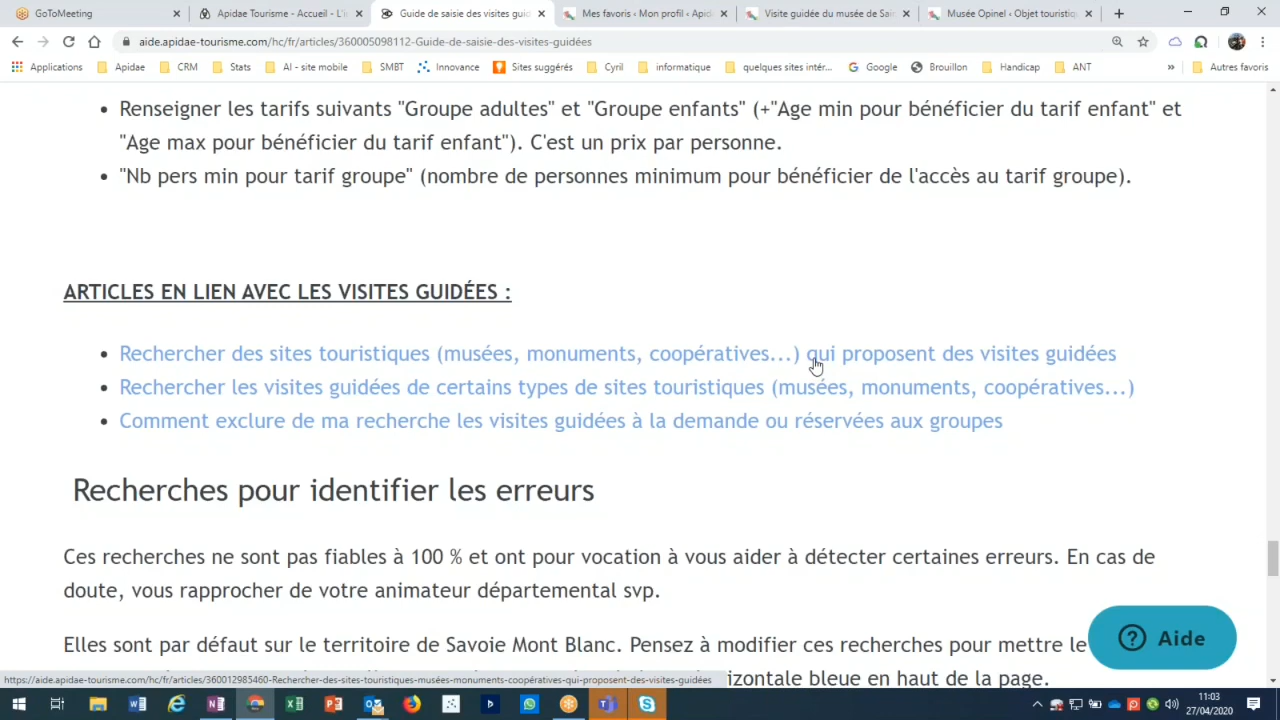 GoToMeeting
Apidae Tourisme - Accueil - L'i
Guide de saisie des visites guid
Mes favoris • Mon profil • Apid
Visite guidée du musée de Sai
Musée Opinel ‹ Objet touristiq
aide.apidae-tourisme.com/hc/fr/articles/360005098112-Guide-de-saisie-des-visites-guidées
Applications Apidae CRM Stats AI - site mobile SMBT Innovance Sites suggérés Cyril informatique quelques sites intér... Google Brouillon Handicap ANT » Autres favoris
• Renseigner les tarifs suivants "Groupe adultes" et "Groupe enfants" (+"Age min pour bénéficier du tarif enfant" et
"Age max pour bénéficier du tarif enfant"). C'est un prix par personne.
• "Nb pers min pour tarif groupe" (nombre de personnes minimum pour bénéficier de l'accès au tarif groupe).
ARTICLES EN LIEN AVEC LES VISITES GUIDÉES :
• Rechercher des sites touristiques (musées, monuments, coopératives...) qui proposent des visites guidées
• Rechercher les visites guidées de certains types de sites touristiques (musées, monuments, coopératives...)
• Comment exclure de ma recherche les visites guidées à la demande ou réservées aux groupes
Recherches pour identifier les erreurs
Ces recherches ne sont pas fiables à 100 % et ont pour vocation à vous aider à détecter certaines erreurs. En cas de
doute, vous rapprocher de votre animateur départemental svp.
Elles sont par défaut sur le territoire de Savoie Mont Blanc. Pensez à modifier ces recherches pour mettre le
Aide
https://aide.apidae-tourisme.com/hc/fr/articles/360012985460-Rechercher-des-sites-touristiques-musées-monuments-coopératives-qui-proposent-des-visites-guidées
izontale bleue en haut de la page.
11:03
27/04/2020